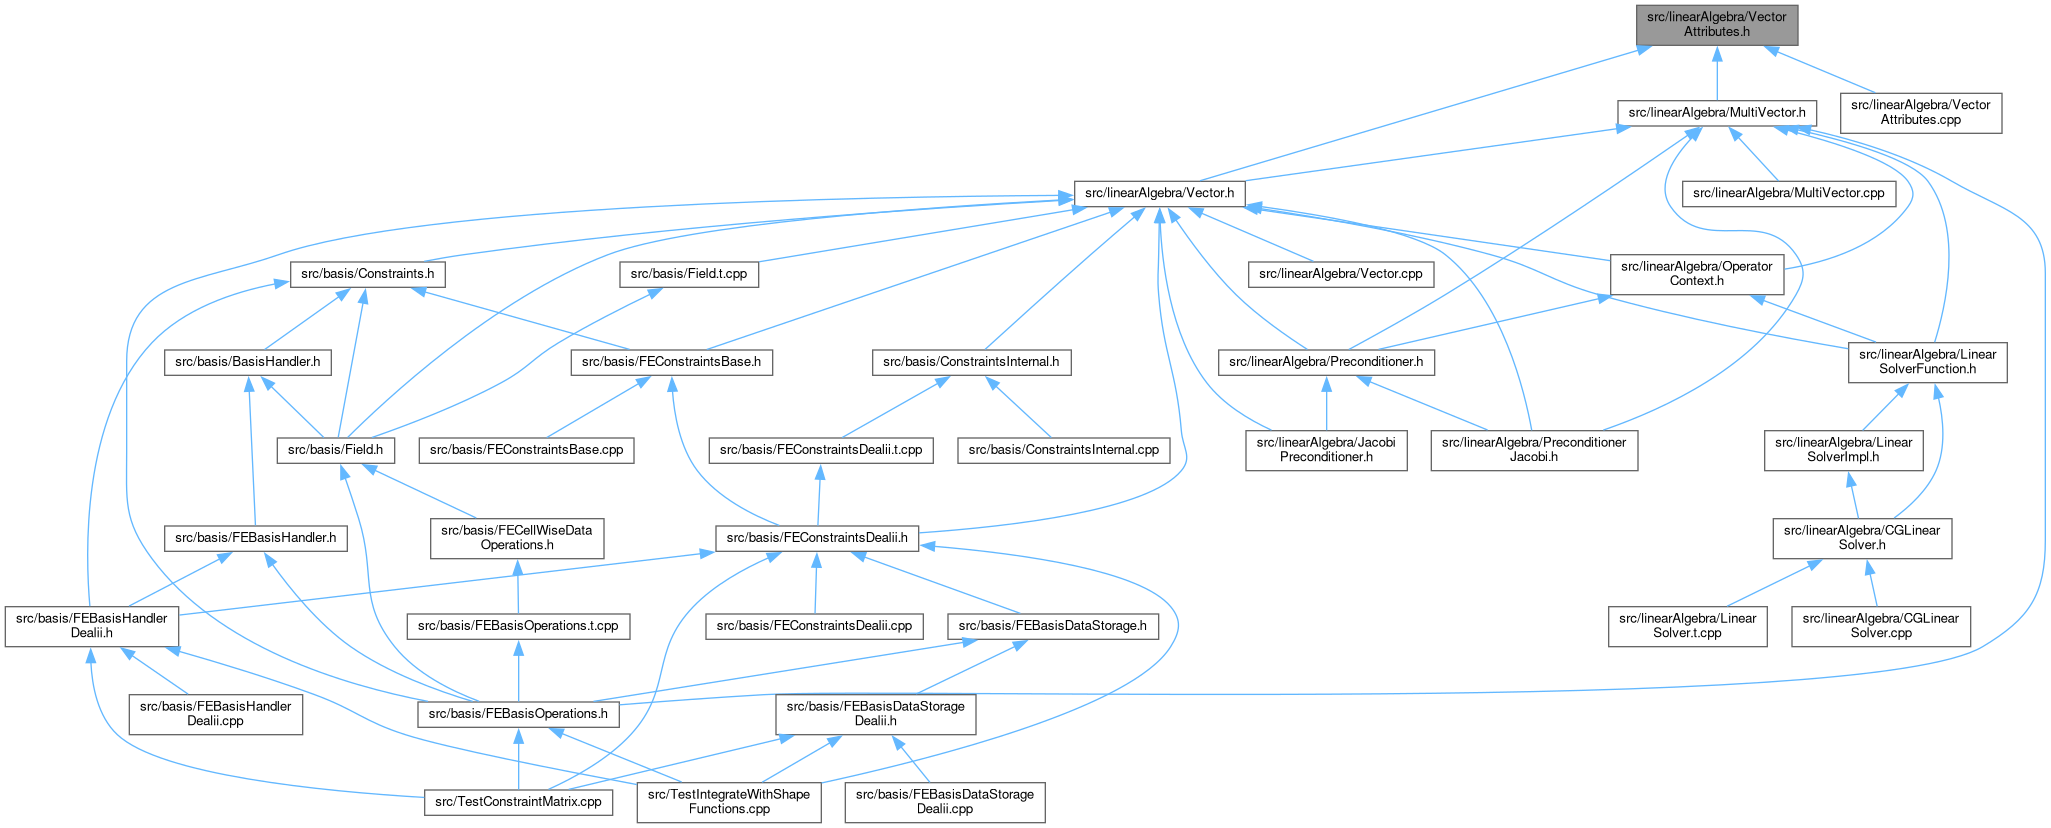 src/linearAlgebra/Vector
Attributes.h
src/linearAlgebra/MultiVector.h
src/linearAlgebra/Vector
Attributes.cpp
src/linearAlgebra/Vector.h
src/linearAlgebra/MultiVector.cpp
src/basis/Constraints.h
src/basis/Field.t.cpp
src/linearAlgebra/Vector.cpp
src/linearAlgebra/Operator
Context.h
src/basis/BasisHandler.h
src/basis/FEConstraintsBase.h
src/basis/ConstraintsInternal.h
src/linearAlgebra/Preconditioner.h
src/linearAlgebra/Linear
SolverFunction.h
src/basis/Field.h
src/basis/FEConstraintsBase.cpp
src/basis/FEConstraintsDealii.t.cpp
src/basis/ConstraintsInternal.cpp
src/linearAlgebra/Jacobi
Preconditioner.h
src/linearAlgebra/Preconditioner
Jacobi.h
src/linearAlgebra/Linear
SolverImpl.h
src/basis/FEBasisHandler.h
src/basis/FECellWiseData
Operations.h
src/basis/FEConstraintsDealii.h
src/linearAlgebra/CGLinear
Solver.h
src/basis/FEBasisHandler
Dealii.h
src/basis/FEBasisOperations.t.cpp
src/basis/FEConstraintsDealii.cpp
src/basis/FEBasisDataStorage.h
src/linearAlgebra/Linear
Solver.t.cpp
src/linearAlgebra/CGLinear
Solver.cpp
src/basis/FEBasisHandler
Dealii.cpp
src/basis/FEBasisOperations.h
src/basis/FEBasisDataStorage
Dealii.h
src/TestConstraintMatrix.cpp
src/TestIntegrateWithShape
Functions.cpp
src/basis/FEBasisDataStorage
Dealii.cpp